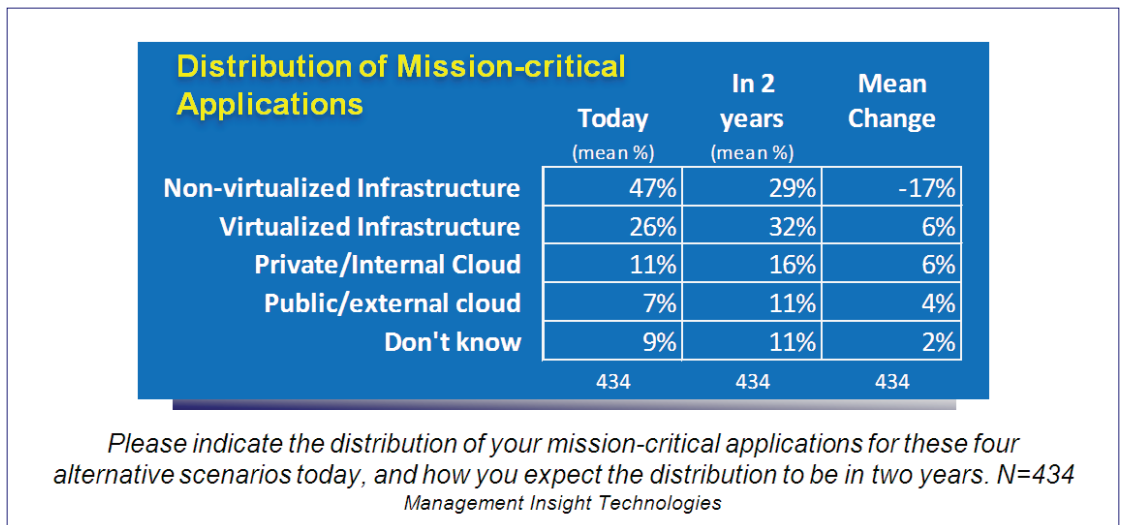 Distribution of Mission-critical
Applications
Today
(mean %)
In 2
years
(mean %)
Mean
Change
Non-virtualized Infrastructure 47% 29% -17%
Virtualized Infrastructure 26% 32% 6%
Private/Internal Cloud 11% 16% 6%
Public/external cloud 7% 11% 4%
Don't know 9% 11% 2%
434 434 434
Please indicate the distribution of your mission-critical applications for these four
alternative scenarios today, and how you expect the distribution to be in two years. N=434
Management Insight Technologies